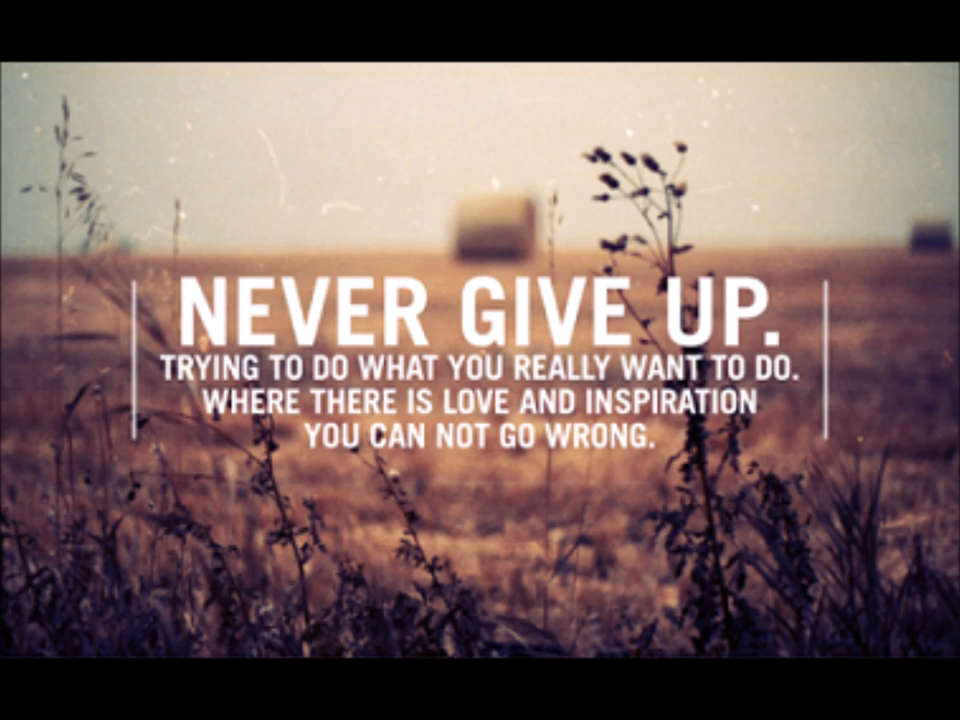 NEVER GIVE UP.
TRYING TO DO WHAT YOU REALLY WANT TO DO.
WHERE THERE IS LOVE AND INSPIRATION
YOU CAN NOT GO WRONG.